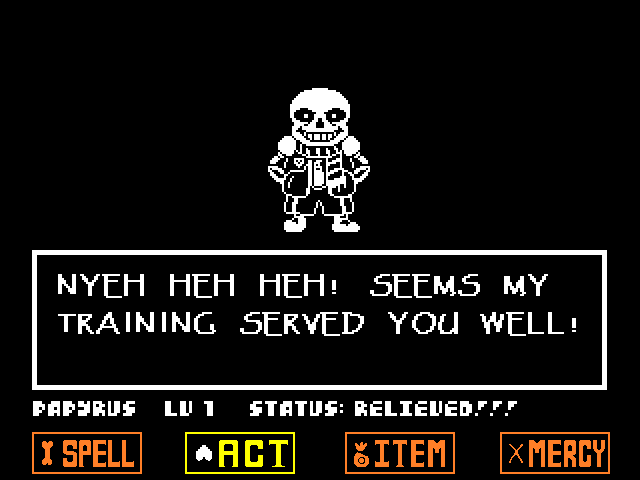 NYEH HEH HEH! SEEMS MY
TRAINING SERVED YOU WELL!
PAPYRUS LV 1 STATUS: RELIEVED!!!
SPELL ACT ITEM MERCY